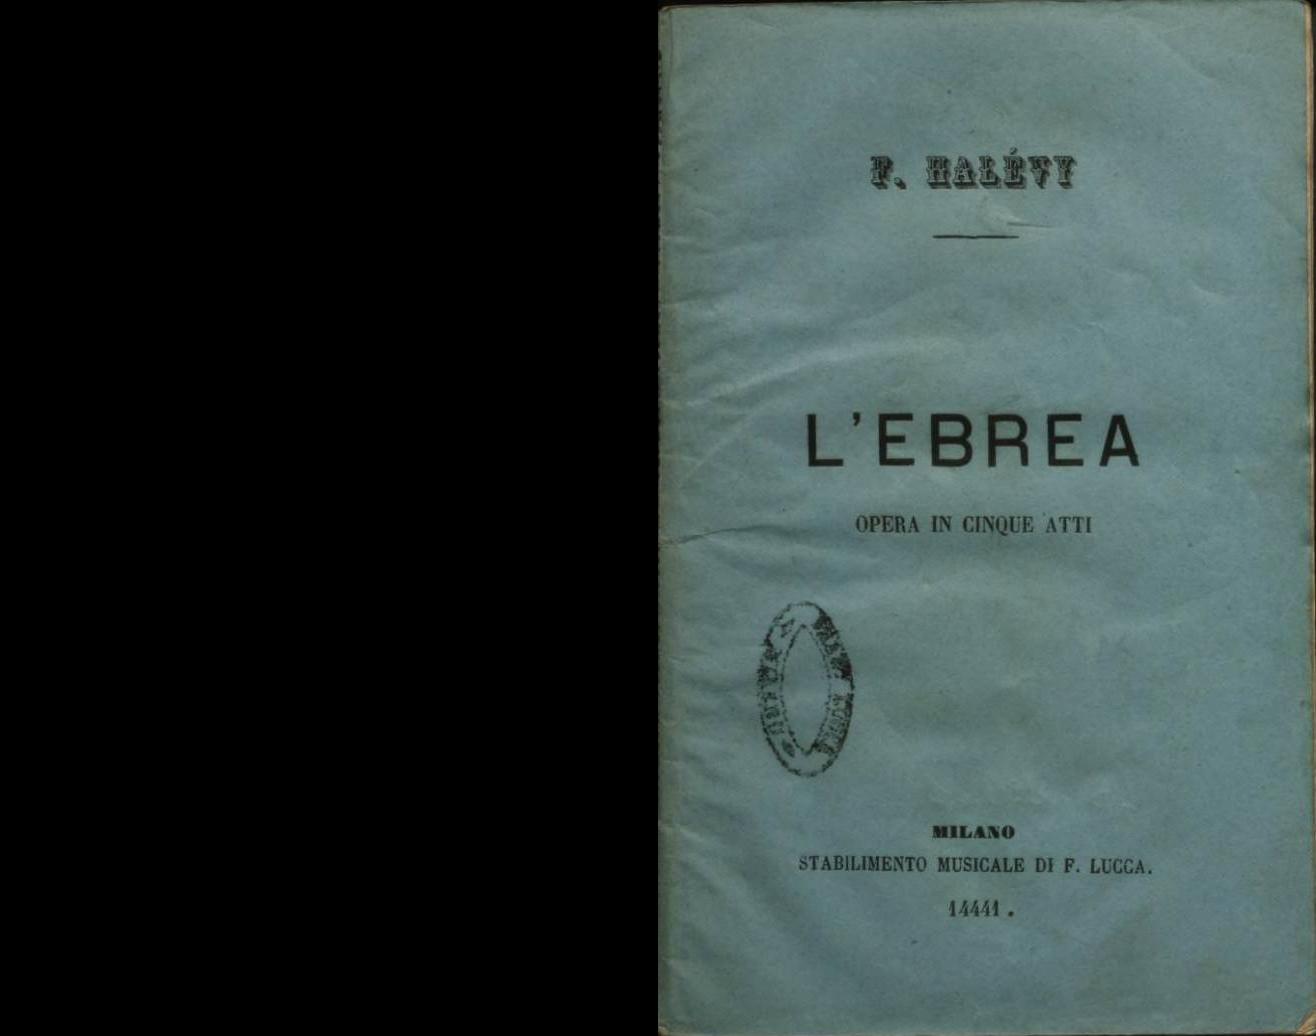 F. HALÉVY
L'EBREA
OPERA IN CINQUE ATTI
MILANO
STABILIMENTO MUSICALE DI F. LUCCA.
14441.